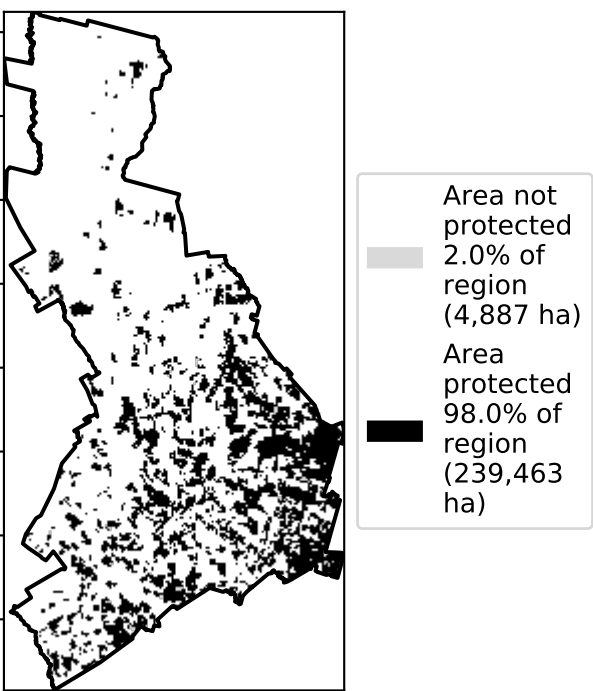 Area not
protected
2.0% of
region
(4,887 ha)
Area
protected
98.0% of
region
(239,463
ha)